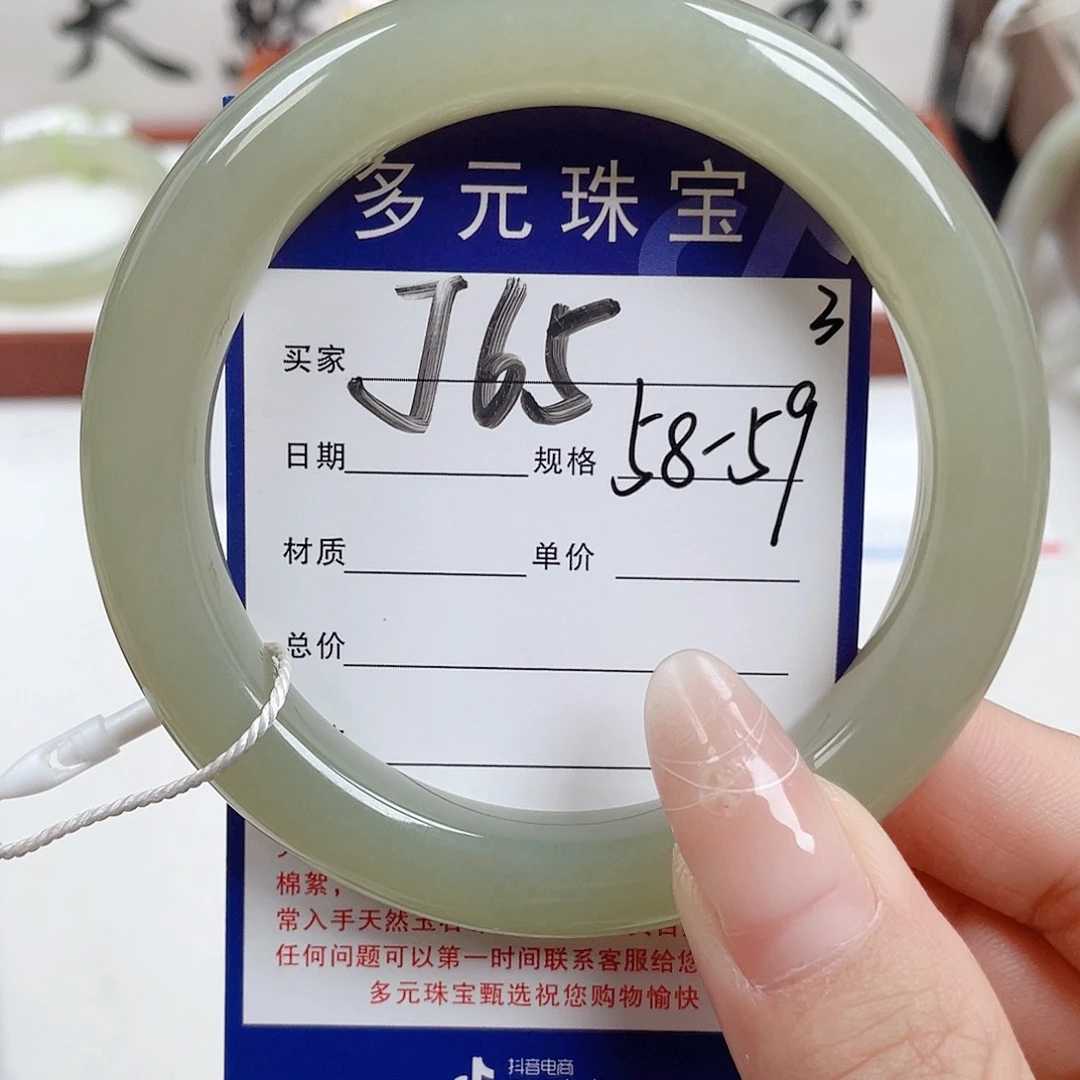 天
多元珠宝
3
买家 J65
日期 规格 58-59
材质 单价
总价
棉絮，
常入手天然玉石
任何问题可以第一时间联系客服给您
多元珠宝甄选祝您购物愉快
抖音电商